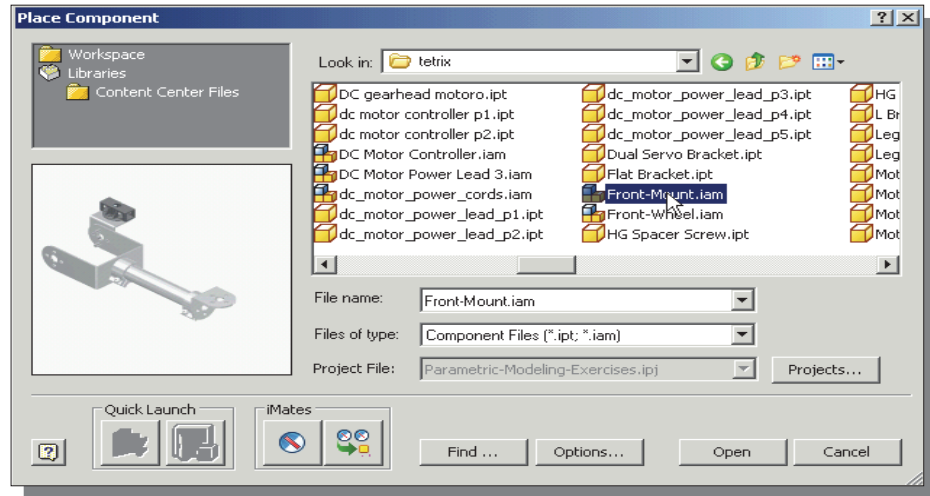 Place Component
Workspace
Libraries
Content Center Files
Look in: tetrix
DC gearhead motoro.ipt
dc motor controller p1.ipt
dc motor controller p2.ipt
DC Motor Controller.iam
DC Motor Power Lead 3.iam
dc_motor_power_cords.iam
dc_motor_power_lead_p1.ipt
dc_motor_power_lead_p2.ipt
dc_motor_power_lead_p3.ipt
dc_motor_power_lead_p4.ipt
dc_motor_power_lead_p5.ipt
Dual Servo Bracket.ipt
Flat Bracket.ipt
Front-Mount.iam
Front-Wheel.iam
HG Spacer Screw.ipt
HG
L Br
Leg
Leg
Mot
Mot
Mot
Mot
File name: Front-Mount.iam
Files of type: Component Files (*.ipt; *.iam)
Project File: Parametric-Modeling-Exercises.ipj Projects...
Quick Launch iMates
Find ... Options... Open Cancel